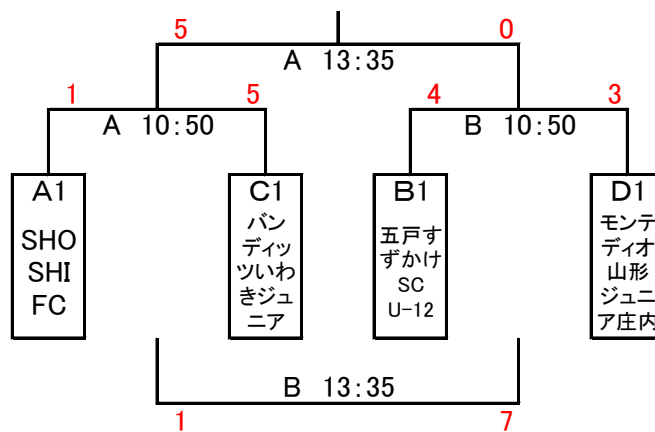 5 0
A 13:35
1 5 4 3
A 10:50 B 10:50
A1
SHO
SHI
FC
C1
バン
ディッ
ツいわ
きジュ
ニア
B1
五戸す
ずかけ
SC
U-12
D1
モンテ
ディオ
山形
ジュニ
ア庄内
B 13:35
1 7